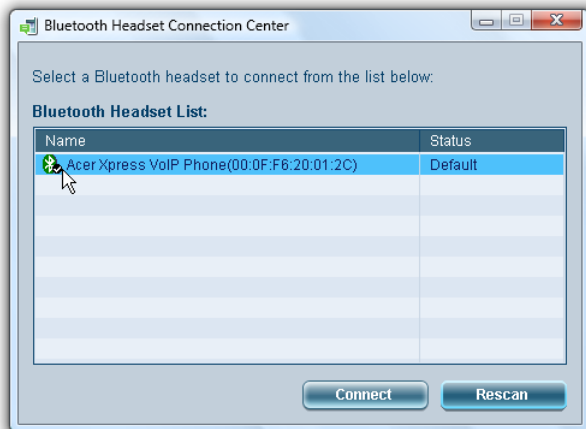 Bluetooth Headset Connection Center
Select a Bluetooth headset to connect from the list below:
Bluetooth Headset List:
Name Status
Acer Xpress VoIP Phone(00:0F:F6:20:01:2C) Default
Connect Rescan